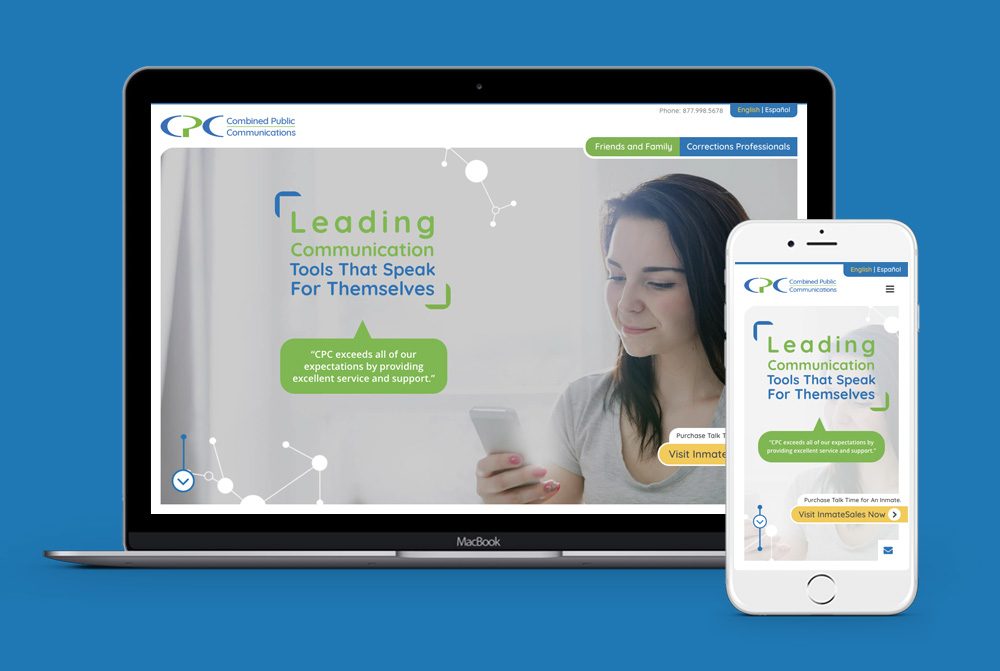 Phone: 877.998.5678
English | Español
CPC Combined Public
Communications
Friends and Family Corrections Professionals
Leading
Communication
Tools That Speak
For Themselves
“CPC exceeds all of our
expectations by providing
excellent service and support.”
Purchase Talk T
Visit Inmate
MacBook
English | Español
CPC Combined Public
Communications
Leading
Communication
Tools That Speak
For Themselves
“CPC exceeds all of our expectations by
providing excellent service and support.”
Purchase Talk Time for An Inmate.
Visit InmateSales Now